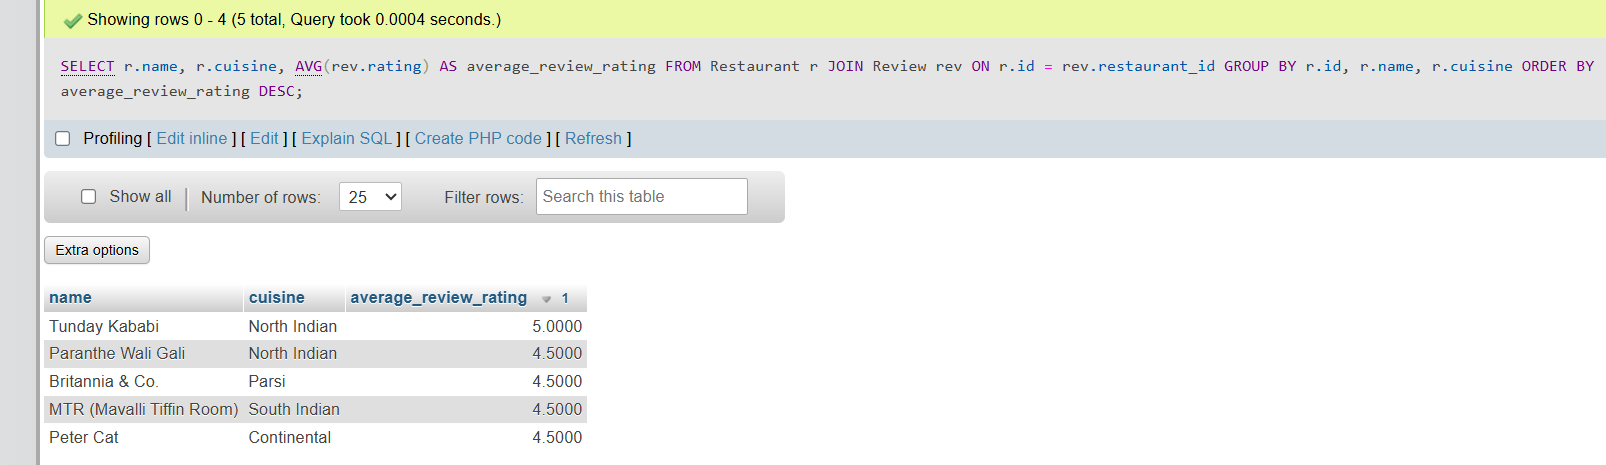 Showing rows 0 - 4 (5 total, Query took 0.0004 seconds.)
SELECT r.name, r.cuisine, AVG(rev.rating) AS average_review_rating FROM Restaurant r JOIN Review rev ON r.id = rev.restaurant_id GROUP BY r.id, r.name, r.cuisine ORDER BY
average_review_rating DESC;
Profiling [ Edit inline ] [ Edit ] [ Explain SQL ] [ Create PHP code ] [ Refresh ]
Show all Number of rows: 25 Filter rows: Search this table
Extra options
name cuisine average_review_rating 1
Tunday Kababi North Indian 5.0000
Paranthe Wali Gali North Indian 4.5000
Britannia & Co. Parsi 4.5000
MTR (Mavalli Tiffin Room) South Indian 4.5000
Peter Cat Continental 4.5000